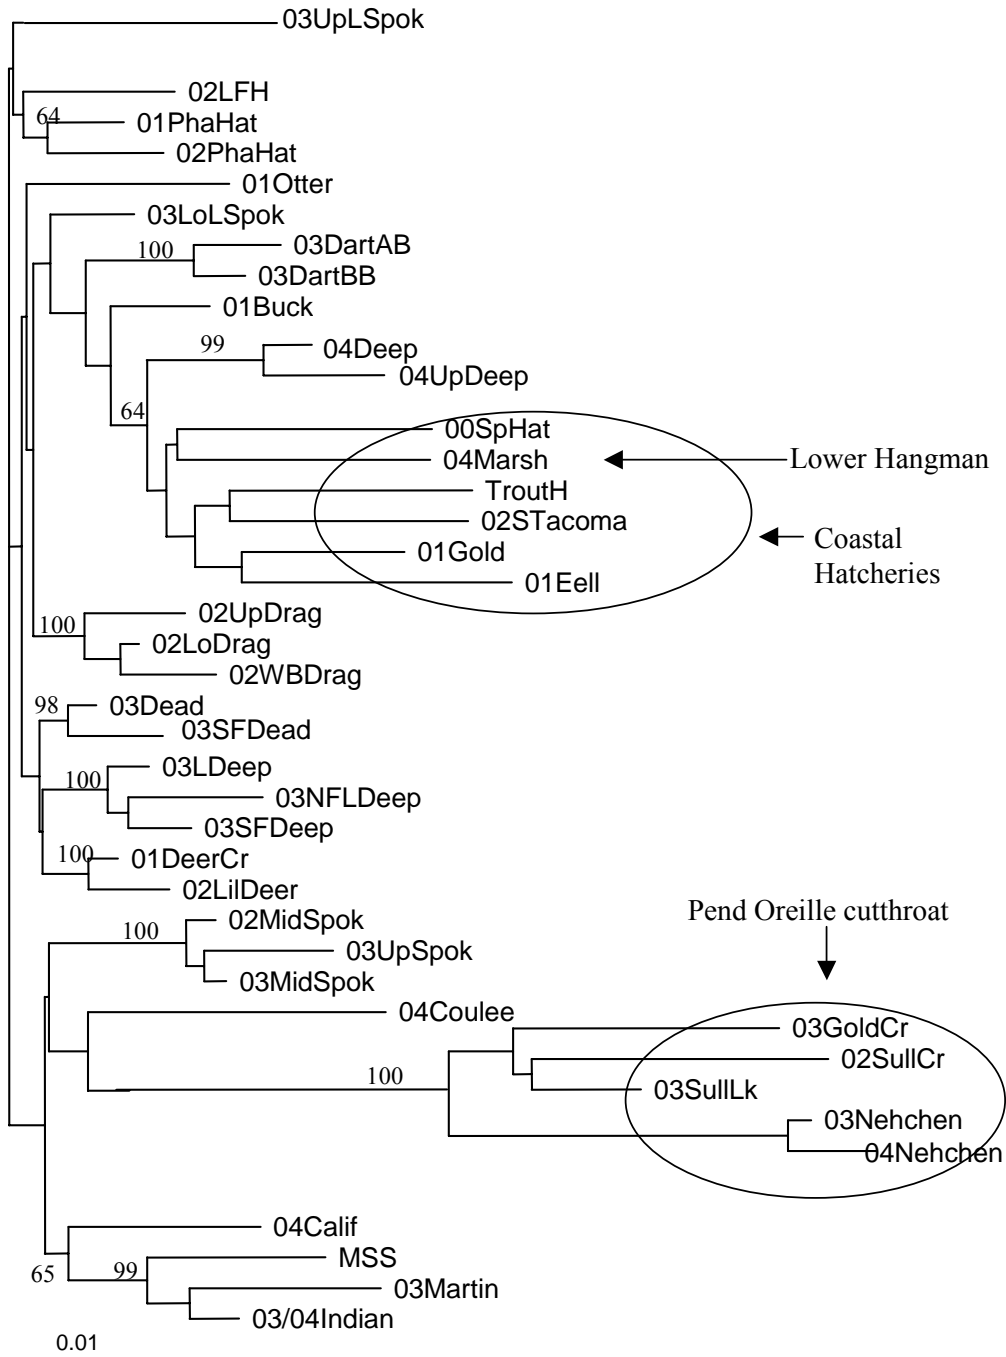 03UpLSpok
02LFH
64
01PhaHat
02PhaHat
01Otter
03LoLSpok
03DartAB
100
03DartBB
01Buck
99
04Deep
04UpDeep
64
00SpHat
04Marsh
Lower Hangman
TroutH
02STacoma
Coastal
Hatcheries
01Gold
01Eell
02UpDrag
100
02LoDrag
02WBDrag
98
03Dead
03SFDead
03LDeep
100
03NFLDeep
03SFDeep
100
01DeerCr
02LilDeer
Pend Oreille cutthroat
02MidSpok
100
03UpSpok
03MidSpok
04Coulee
03GoldCr
02SullCr
100
03SullLk
03Nehchen
04Nehchen
04Calif
MSS
65
99
03Martin
03/04Indian
0.01